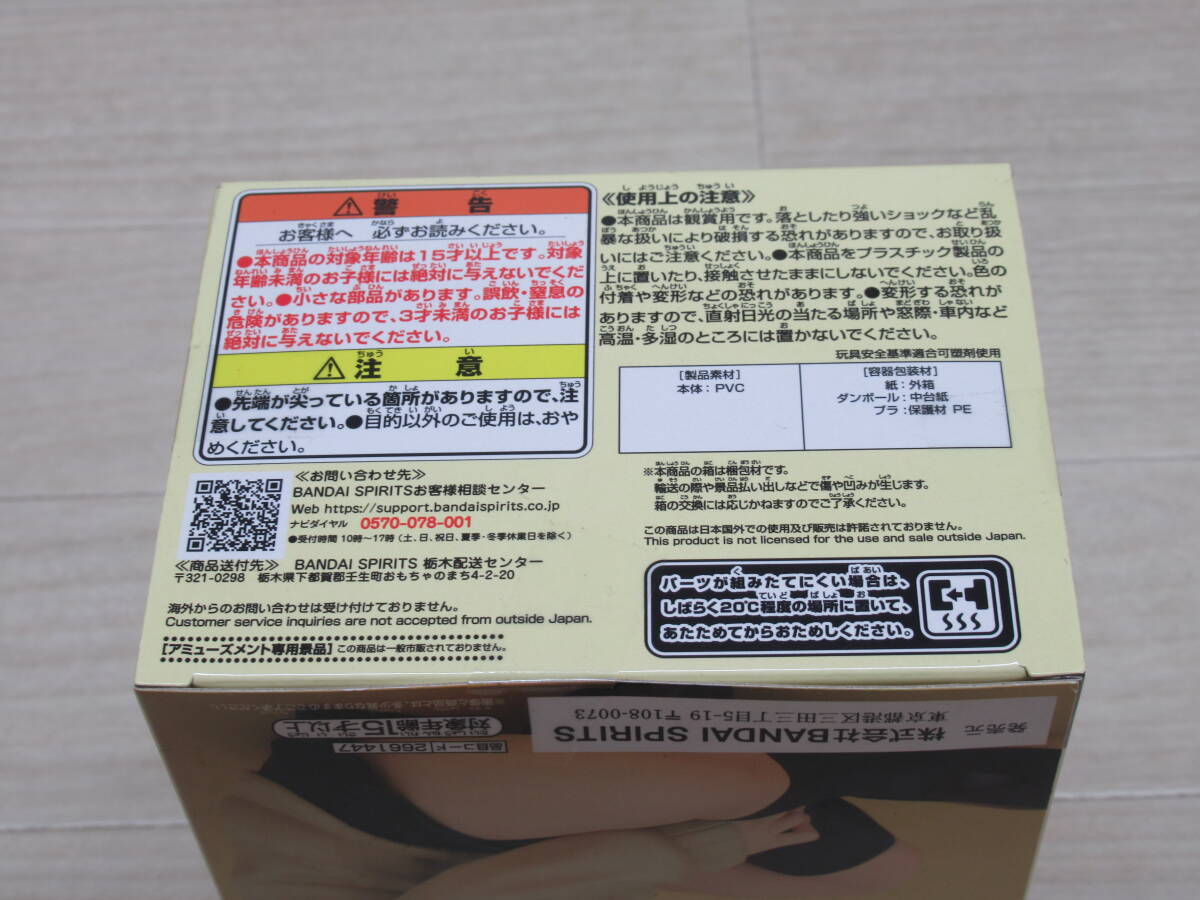 警告
お客様へ 必ずお読みください。
●本商品の対象年齢は15才以上です。対象
年齢未満のお子様には絶対に与えないでくだ
さい。●小さな部品があります。誤飲・窒息の
危険がありますので、3才未満のお子様には
絶対に与えないでください。
注意
●先端が尖っている箇所がありますので、注
意してください。●目的以外のご使用は、おや
めください。
≪お問い合わせ先≫
BANDAI SPIRITSお客様相談センター
Web https://support.bandaispirits.co.jp
ナビダイヤル 0570-078-001
●受付時間 10時〜17時（土、日、祝日、夏季・冬季休業日を除く）
≪商品送付先≫ BANDAI SPIRITS 栃木配送センター
〒321-0298 栃木県下都賀郡壬生町おもちゃのまち4-2-20
海外からのお問い合わせは受け付けておりません。
Customer service inquiries are not accepted from outside Japan.
[アミューズメント専用景品] この商品は一般市販されておりません。
≪使用上の注意≫
●本商品は観賞用です。落としたり強いショックなど乱
暴な扱いにより破損する恐れがありますので、お取り扱
いにはご注意ください。●本商品をプラスチック製品の
上に置いたり、接触させたままにしないでください。色の
付着や変形などの恐れがあります。●変形する恐れが
ありますので、直射日光の当たる場所や窓際・車内など
高温・多湿のところには置かないでください。
玩具安全基準適合可塑剤使用
[製品素材]
本体：PVC
[容器包装材]
紙：外箱
ダンボール：中台紙
プラ：保護材 PE
※本商品の箱は梱包材です。
輸送の際や景品払い出しなどで傷や凹みが生じます。
箱の交換には応じかねますのでご了承ください。
この商品は日本国外での使用及び販売は許諾されておりません。
This product is not licensed for the use and sale outside Japan.
パーツが組みたてにくい場合は、
しばらく20℃程度の場所に置いて、
あたためてからおためしください。
発売元 株式会社BANDAI SPIRITS
東京都港区三田三丁目5-19 〒108-0073
対象年齢15才以上
品目コード 2661447